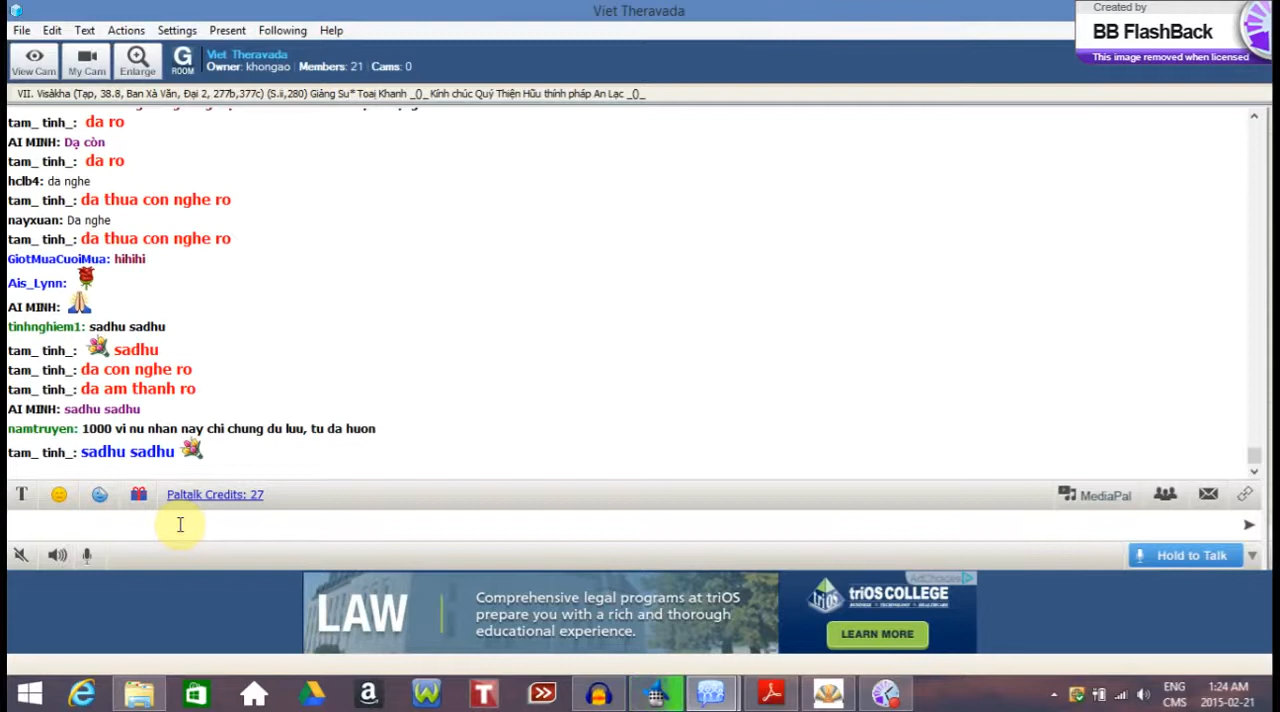 Viet Theravada
Created by
BB FlashBack
This image removed when licensed
File Edit Text Actions Settings Present Following Help
View Cam My Cam Enlarge G ROOM
Viet Theravada
Owner: khongao : Members: 21 : Cams: 0
VII. Visàkha (Tạp, 38.8, Ban Xà Văn, Đại 2, 277b,377c) (S.ii,280) Giảng Sư* Toại Khanh _()_ Kính chúc Quý Thiện Hữu thính pháp An Lạc _()_
tam_ tinh_: da ro
AI MINH: Dạ còn
tam_ tinh_: da ro
hclb4: da nghe
tam_ tinh_: da thua con nghe ro
nayxuan: Da nghe
tam_ tinh_: da thua con nghe ro
GiotMuaCuoiMua: hihihi
Ais_Lynn:
AI MINH:
tinhnghiem1: sadhu sadhu
tam_ tinh_: sadhu
tam_ tinh_: da con nghe ro
tam_ tinh_: da am thanh ro
AI MINH: sadhu sadhu
namtruyen: 1000 vi nu nhan nay chi chung du luu, tu da huon
tam_ tinh_: sadhu sadhu
T Paltalk Credits: 27 MediaPal
Hold to Talk
LAW
Comprehensive legal programs at triOS
prepare you with a rich and thorough
educational experience.
AdChoices
triOS COLLEGE
BUSINESS • TECHNOLOGY • HEALTHCARE
LEARN MORE
ENG 1:24 AM
CMS 2015-02-21